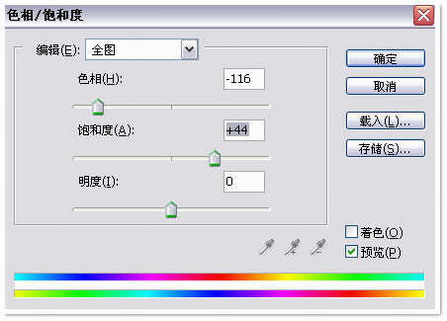 色相/饱和度
编辑(E): 全图
确定
色相(H): -116
取消
饱和度(A): +44
载入(L)...
存储(S)...
明度(I): 0
着色(O)
预览(P)